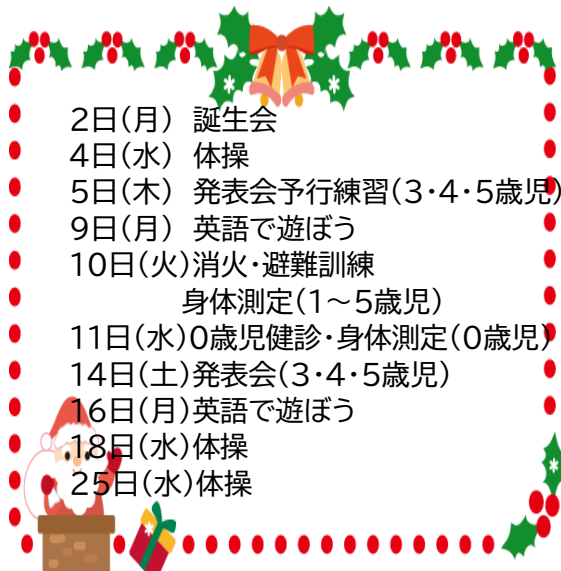 2日(月) 誕生会
4日(水) 体操
5日(木) 発表会予行練習(3・4・5歳児)
9日(月) 英語で遊ぼう
10日(火)消火・避難訓練
身体測定(1～5歳児)
11日(水)0歳児健診・身体測定(0歳児)
14日(土)発表会(3・4・5歳児)
16日(月)英語で遊ぼう
18日(水)体操
25日(水)体操